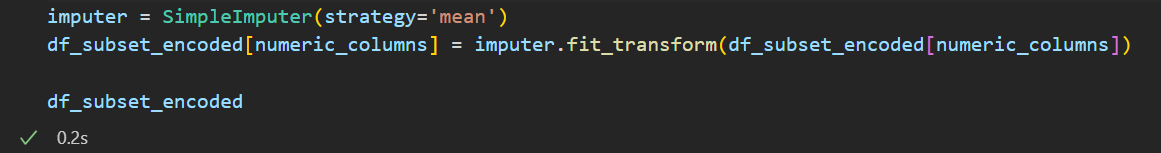 imputer = SimpleImputer(strategy='mean')
df_subset_encoded[numeric_columns] = imputer.fit_transform(df_subset_encoded[numeric_columns])
df_subset_encoded
0.2s